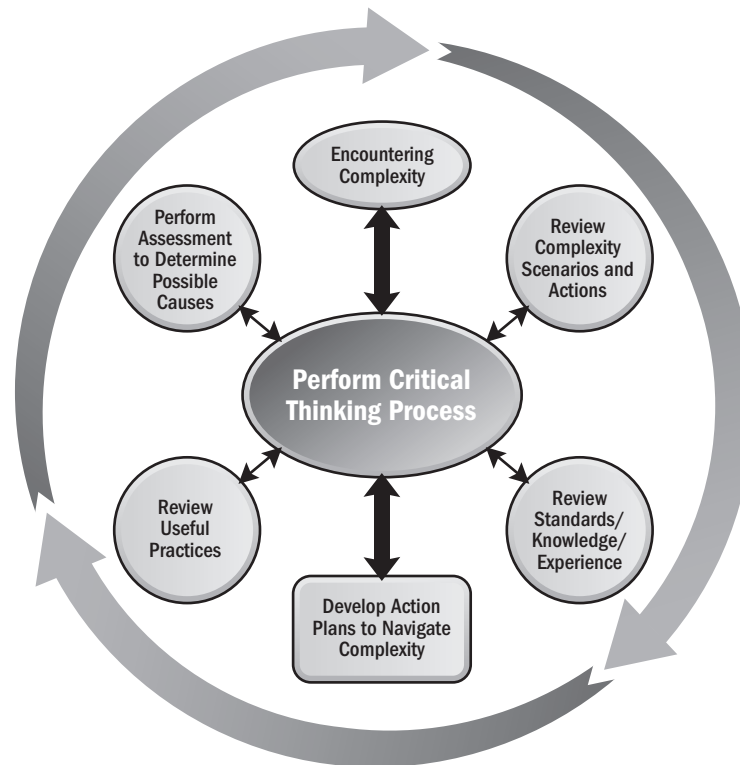 Encountering
Complexity
Perform
Assessment
to Determine
Possible
Causes
Review
Complexity
Scenarios and
Actions
Perform Critical
Thinking Process
Review
Useful
Practices
Review
Standards/
Knowledge/
Experience
Develop Action
Plans to Navigate
Complexity